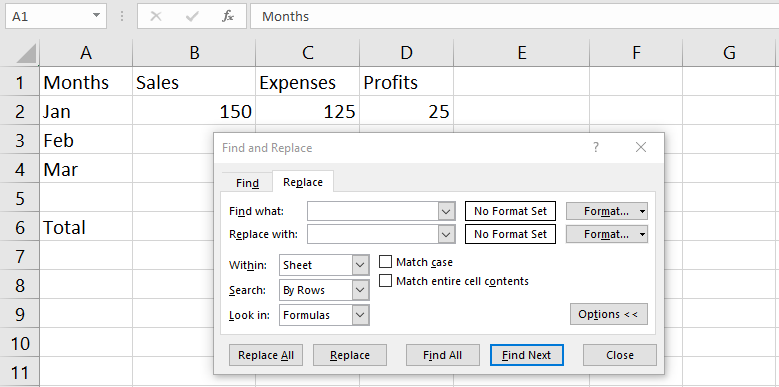 A1 fx Months
A B C D E F G
1 Months Sales Expenses Profits
2 Jan 150 125 25
3 Feb
4 Mar
5
6 Total
7
8
9
10
11
Find and Replace ?
Find Replace
Find what: No Format Set Format...
Replace with: No Format Set Format...
Within: Sheet Match case
Search: By Rows Match entire cell contents
Look in: Formulas Options <<
Replace All Replace Find All Find Next Close